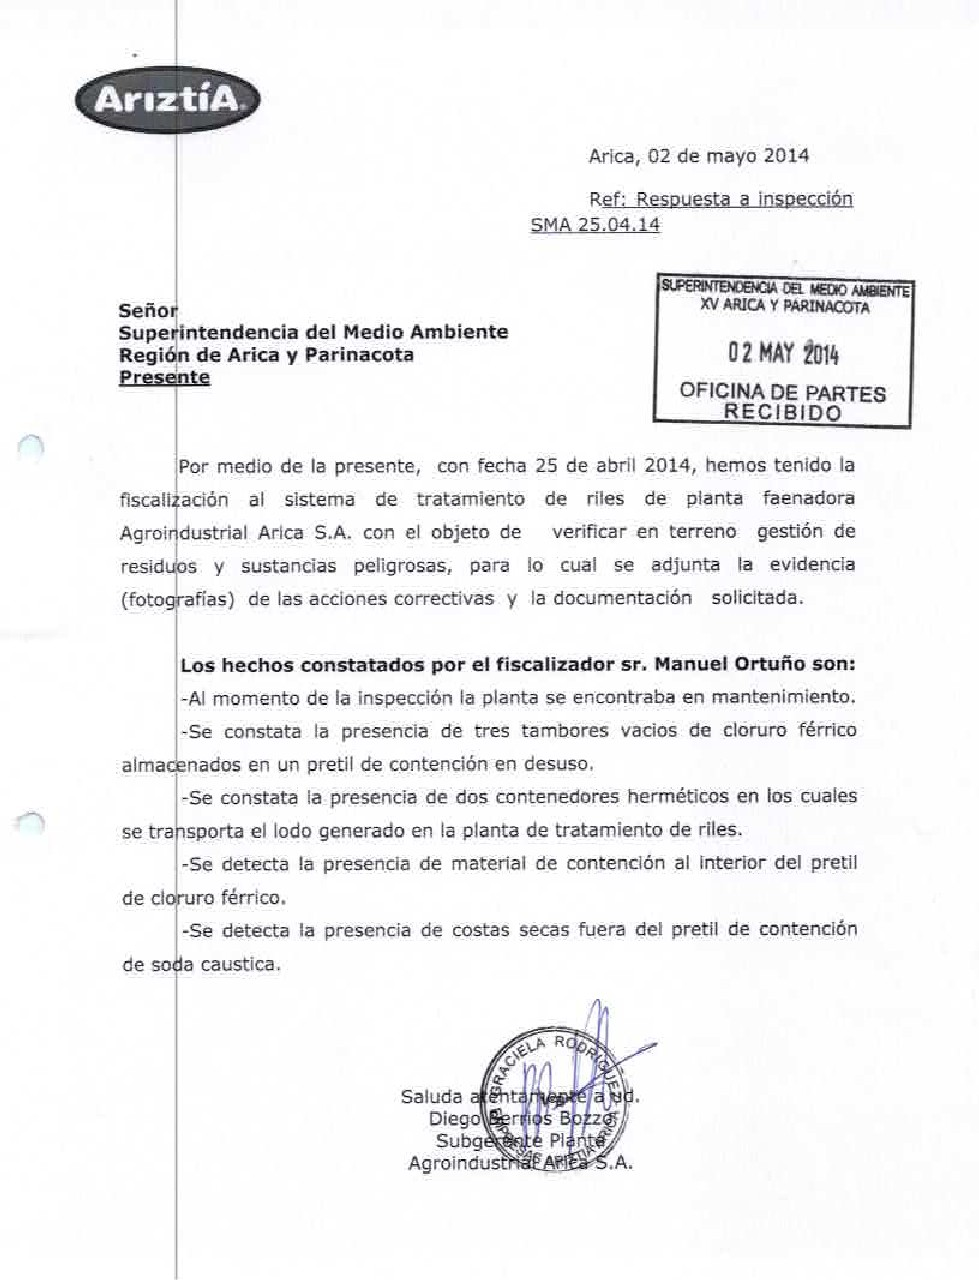 AriztíA
Arica, 02 de mayo 2014
Ref: Respuesta a inspección
SMA 25.04.14
SUPERINTENDENCIA DEL MEDIO AMBIENTE
XV ARICA Y PARINACOTA
02 MAY 2014
OFICINA DE PARTES
RECIBIDO
Señor
Superintendencia del Medio Ambiente
Región de Arica y Parinacota
Presente
Por medio de la presente, con fecha 25 de abril 2014, hemos tenido la
fiscalización al sistema de tratamiento de riles de planta faenadora
Agroindustrial Arica S.A. con el objeto de verificar en terreno gestión de
residuos y sustancias peligrosas, para lo cual se adjunta la evidencia
(fotografías) de las acciones correctivas y la documentación solicitada.
Los hechos constatados por el fiscalizador sr. Manuel Ortuño son:
-Al momento de la inspección la planta se encontraba en mantenimiento.
-Se constata la presencia de tres tambores vacios de cloruro férrico
almacenados en un pretil de contención en desuso.
-Se constata la presencia de dos contenedores herméticos en los cuales
se transporta el lodo generado en la planta de tratamiento de riles.
-Se detecta la presencia de material de contención al interior del pretil
de cloruro férrico.
-Se detecta la presencia de costas secas fuera del pretil de contención
de soda caustica.
GRACIELA RODRIGUEZ
EMPRESAS ARIZTIA ARICA
Saluda atentamente a ud.
Diego Berrios Bozzo
Subgerente Planta
Agroindustrial Arica S.A.